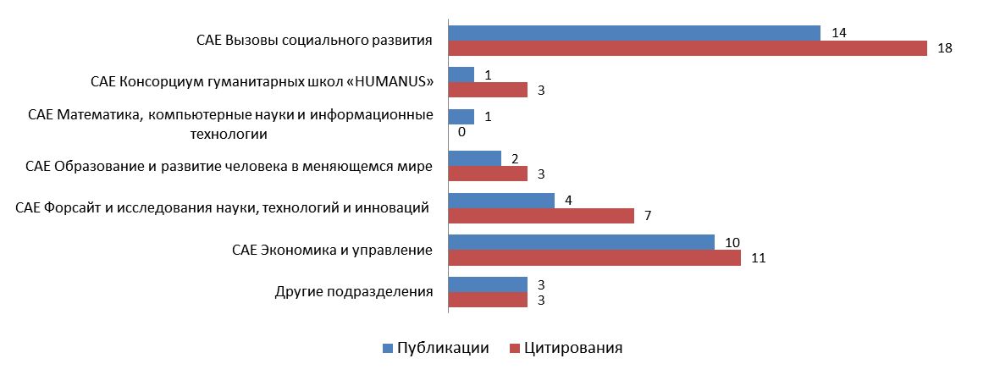 САЕ Вызовы социального развития
14
18
САЕ Консорциум гуманитарных школ «HUMANUS»
1
3
САЕ Математика, компьютерные науки и информационные
технологии
1
0
САЕ Образование и развитие человека в меняющемся мире
2
3
САЕ Форсайт и исследования науки, технологий и инноваций
4
7
САЕ Экономика и управление
10
11
Другие подразделения
3
3
Публикации
Цитирования